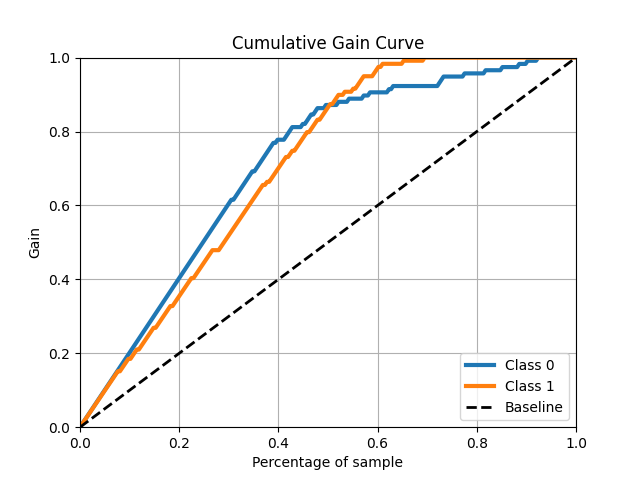 Cumulative Gain Curve
Gain
1.0
0.8
0.6
0.4
0.2
0.0
0.0 0.2 0.4 0.6 0.8 1.0
Percentage of sample
Class 0
Class 1
Baseline